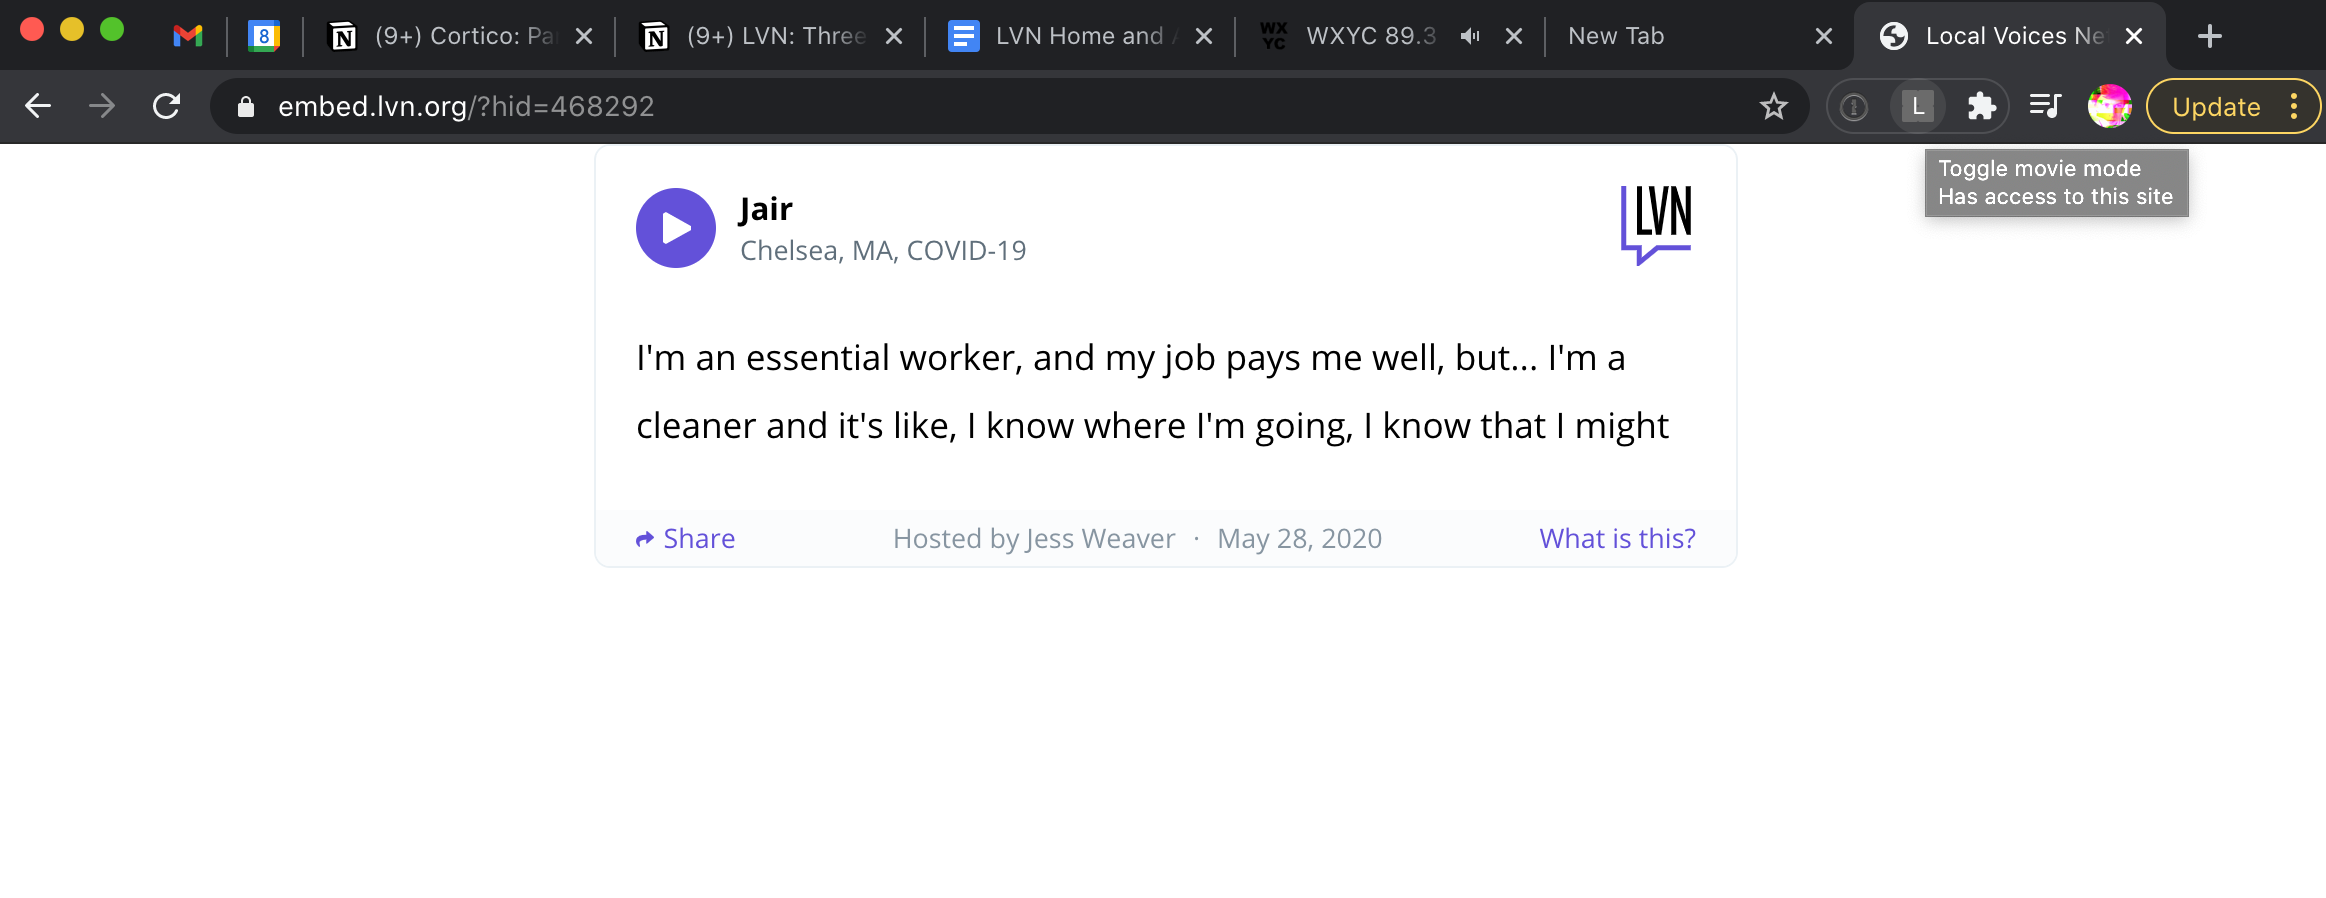 8
(9+) Cortico: Pa
(9+) LVN: Three
LVN Home and
WX
YC
WXYC 89.3
New Tab
Local Voices Ne
embed.lvn.org/?hid=468292
L
Update
Toggle movie mode
Has access to this site
Jair
Chelsea, MA, COVID-19
LVN
I'm an essential worker, and my job pays me well, but... I'm a
cleaner and it's like, I know where I'm going, I know that I might
Share
Hosted by Jess Weaver · May 28, 2020
What is this?